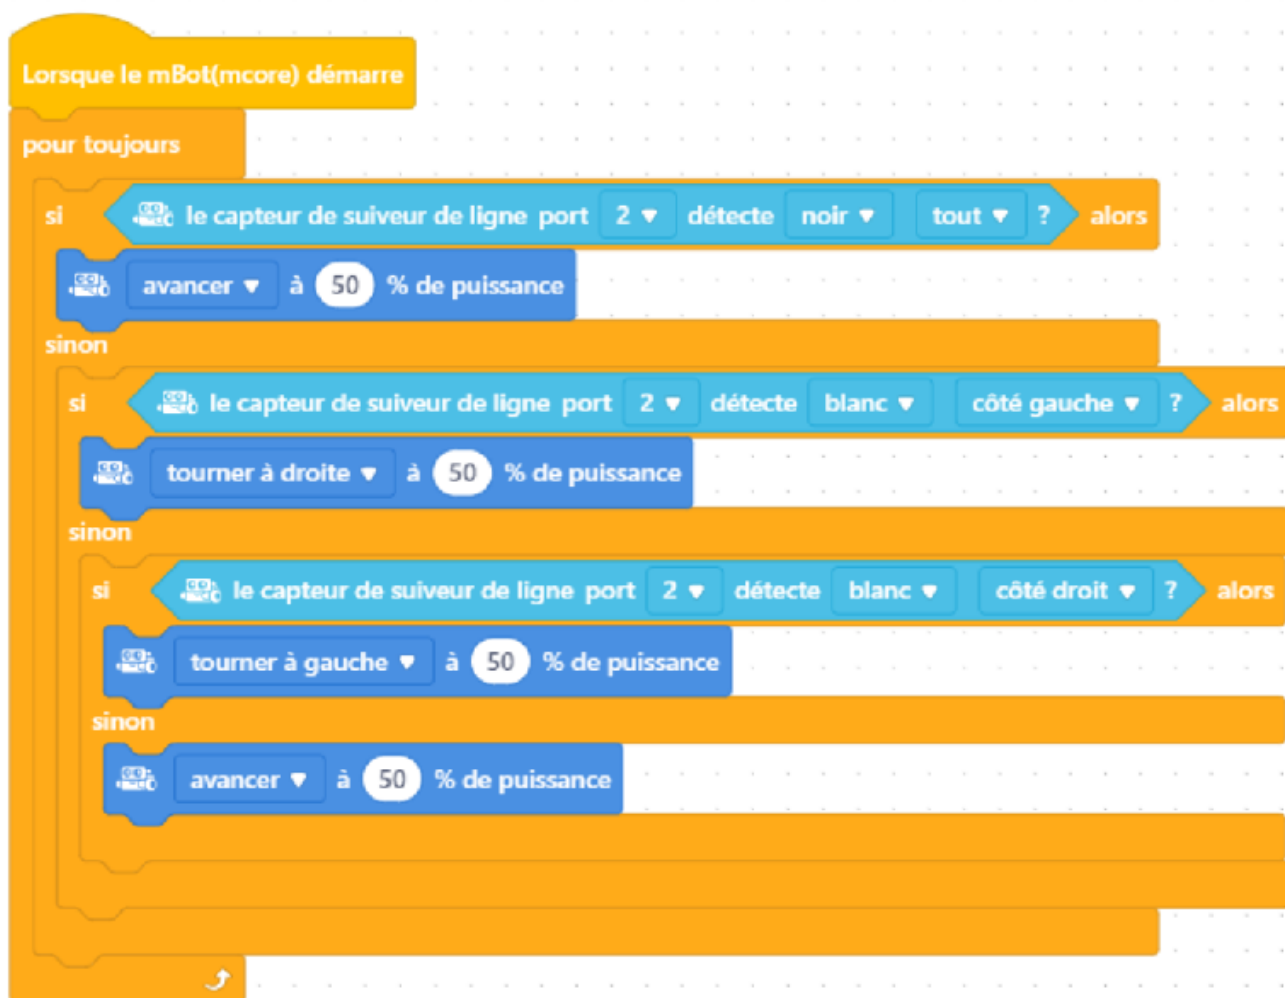 Lorsque le mBot(mcore) démarre
pour toujours
si le capteur de suiveur de ligne port 2 détecte noir tout ? alors
avancer à 50 % de puissance
sinon
si le capteur de suiveur de ligne port 2 détecte blanc côté gauche ? alors
tourner à droite à 50 % de puissance
sinon
si le capteur de suiveur de ligne port 2 détecte blanc côté droit ? alors
tourner à gauche à 50 % de puissance
sinon
avancer à 50 % de puissance